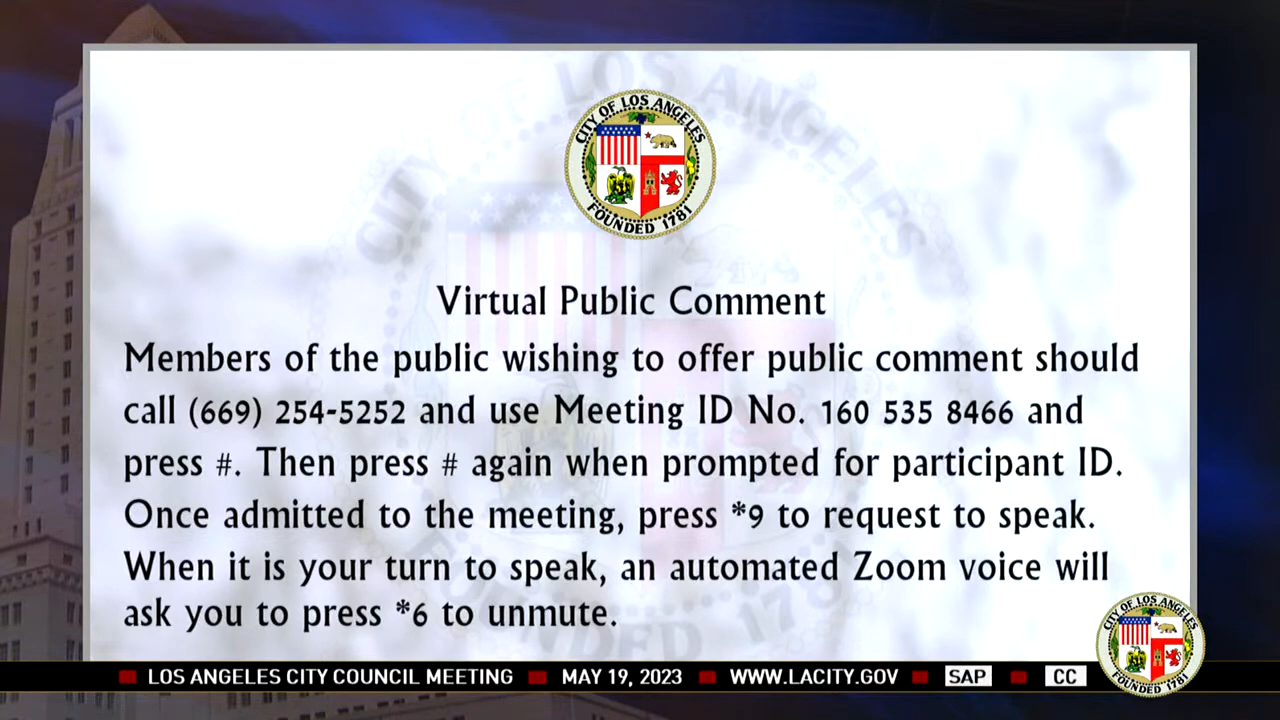 CITY OF LOS ANGELES
FOUNDED 1781
Virtual Public Comment
Members of the public wishing to offer public comment should
call (669) 254-5252 and use Meeting ID No. 160 535 8466 and
press #. Then press # again when prompted for participant ID.
Once admitted to the meeting, press *9 to request to speak.
When it is your turn to speak, an automated Zoom voice will
ask you to press *6 to unmute.
LOS ANGELES CITY COUNCIL MEETING MAY 19, 2023 WWW.LACITY.GOV SAP CC
CITY OF LOS ANGELES
FOUNDED 1781